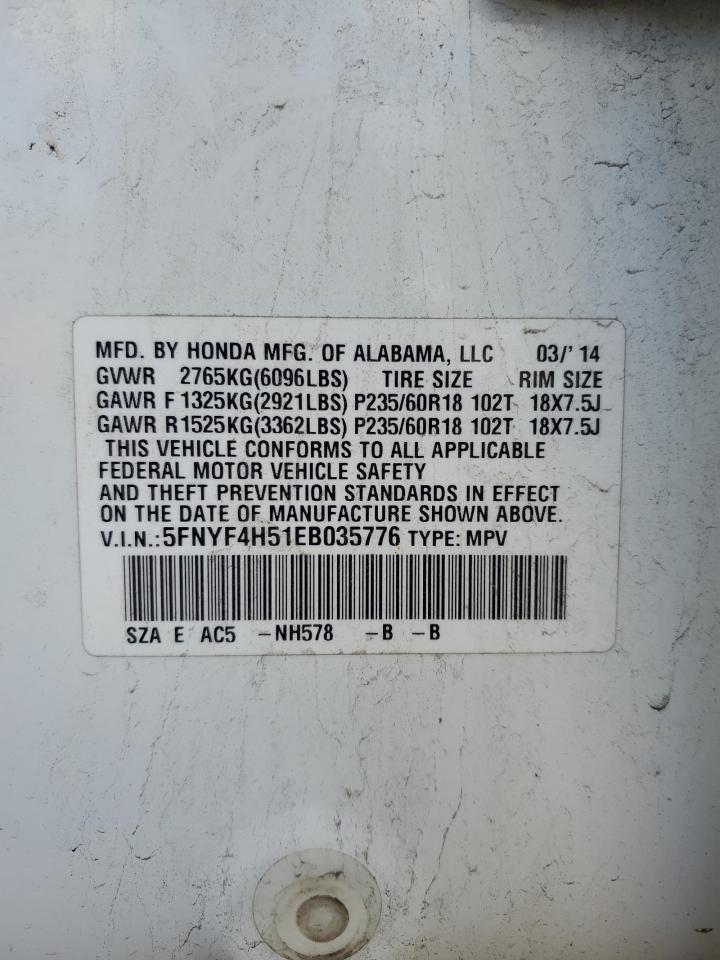 MFD. BY HONDA MFG. OF ALABAMA, LLC 03/'14
GVWR 2765KG(6096LBS) TIRE SIZE RIM SIZE
GAWR F 1325KG(2921LBS) P235/60R18 102T 18X7.5J
GAWR R1525KG(3362LBS) P235/60R18 102T 18X7.5J
THIS VEHICLE CONFORMS TO ALL APPLICABLE
FEDERAL MOTOR VEHICLE SAFETY
AND THEFT PREVENTION STANDARDS IN EFFECT
ON THE DATE OF MANUFACTURE SHOWN ABOVE.
V.I.N.:5FNYF4H51EB035776 TYPE: MPV
SZA E AC5 -NH578 -B -B